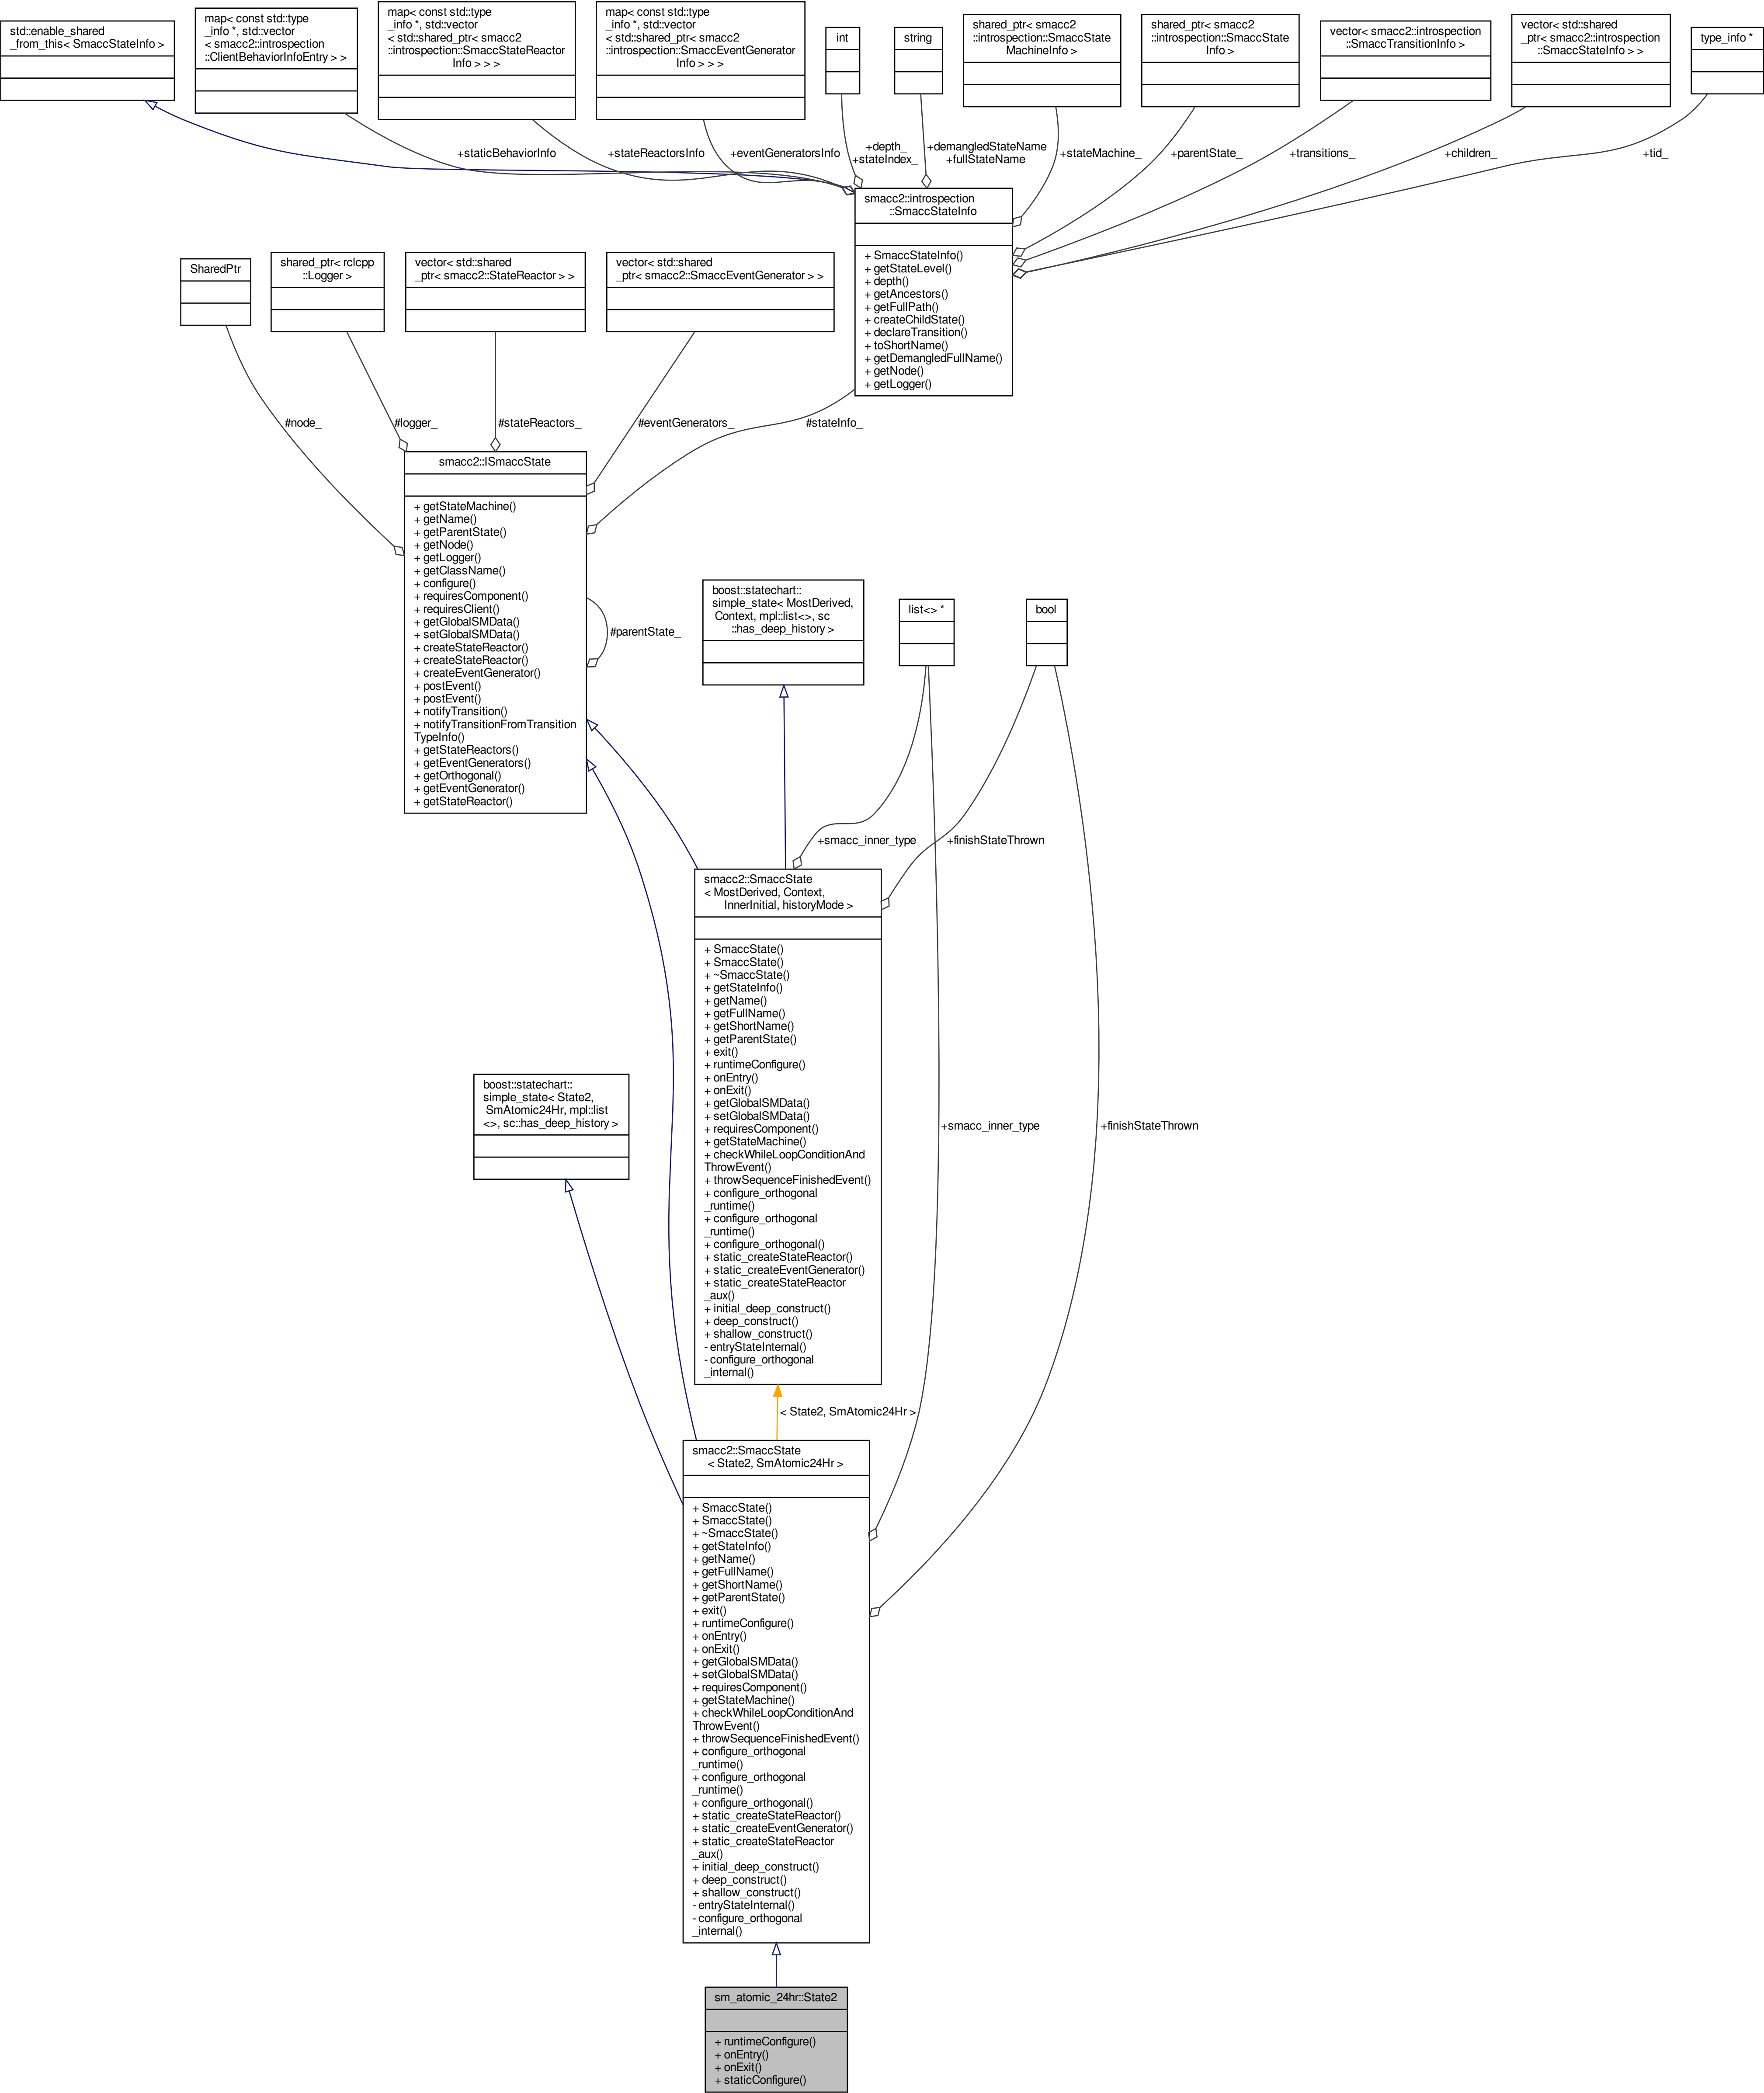 std::enable_shared
_from_this< SmaccStateInfo >
map< const std::type
_info *, std::vector
< smacc2::introspection
::ClientBehaviorInfoEntry > >
map< const std::type
_info *, std::vector
< std::shared_ptr< smacc2
::introspection::SmaccStateReactor
Info > > >
map< const std::type
_info *, std::vector
< std::shared_ptr< smacc2
::introspection::SmaccEventGenerator
Info > > >
int
string
shared_ptr< smacc2
::introspection::SmaccState
MachineInfo >
shared_ptr< smacc2
::introspection::SmaccState
Info >
vector< smacc2::introspection
::SmaccTransitionInfo >
vector< std::shared
_ptr< smacc2::introspection
::SmaccStateInfo > >
type_info *
+staticBehaviorInfo
+stateReactorsInfo
+eventGeneratorsInfo
+depth_
+stateIndex_
+demangledStateName
+fullStateName
+stateMachine_
+parentState_
+transitions_
+children_
+tid_
smacc2::introspection
::SmaccStateInfo
+ SmaccStateInfo()
+ getStateLevel()
+ depth()
+ getAncestors()
+ getFullPath()
+ createChildState()
+ declareTransition()
+ toShortName()
+ getDemangledFullName()
+ getNode()
+ getLogger()
SharedPtr
shared_ptr< rclcpp
::Logger >
vector< std::shared
_ptr< smacc2::StateReactor > >
vector< std::shared
_ptr< smacc2::SmaccEventGenerator > >
#node_
#logger_
#stateReactors_
#eventGenerators_
#stateInfo_
smacc2::ISmaccState
+ getStateMachine()
+ getName()
+ getParentState()
+ getNode()
+ getLogger()
+ getClassName()
+ configure()
+ requiresComponent()
+ requiresClient()
+ getGlobalSMData()
+ setGlobalSMData()
+ createStateReactor()
+ createStateReactor()
+ createEventGenerator()
+ postEvent()
+ postEvent()
+ notifyTransition()
+ notifyTransitionFromTransition
TypeInfo()
+ getStateReactors()
+ getEventGenerators()
+ getOrthogonal()
+ getEventGenerator()
+ getStateReactor()
#parentState_
boost::statechart::
simple_state< MostDerived,
Context, mpl::list<>, sc
::has_deep_history >
list<> *
bool
+smacc_inner_type
+finishStateThrown
smacc2::SmaccState
< MostDerived, Context,
InnerInitial, historyMode >
+ SmaccState()
+ SmaccState()
+ ~SmaccState()
+ getStateInfo()
+ getName()
+ getFullName()
+ getShortName()
+ getParentState()
+ exit()
+ runtimeConfigure()
+ onEntry()
+ onExit()
+ getGlobalSMData()
+ setGlobalSMData()
+ requiresComponent()
+ getStateMachine()
+ checkWhileLoopConditionAnd
ThrowEvent()
+ throwSequenceFinishedEvent()
+ configure_orthogonal
_runtime()
+ configure_orthogonal
_runtime()
+ configure_orthogonal()
+ static_createStateReactor()
+ static_createEventGenerator()
+ static_createStateReactor
_aux()
+ initial_deep_construct()
+ deep_construct()
+ shallow_construct()
- entryStateInternal()
- configure_orthogonal
_internal()
boost::statechart::
simple_state< State2,
SmAtomic24Hr, mpl::list
<>, sc::has_deep_history >
+smacc_inner_type
+finishStateThrown
< State2, SmAtomic24Hr >
smacc2::SmaccState
< State2, SmAtomic24Hr >
+ SmaccState()
+ SmaccState()
+ ~SmaccState()
+ getStateInfo()
+ getName()
+ getFullName()
+ getShortName()
+ getParentState()
+ exit()
+ runtimeConfigure()
+ onEntry()
+ onExit()
+ getGlobalSMData()
+ setGlobalSMData()
+ requiresComponent()
+ getStateMachine()
+ checkWhileLoopConditionAnd
ThrowEvent()
+ throwSequenceFinishedEvent()
+ configure_orthogonal
_runtime()
+ configure_orthogonal
_runtime()
+ configure_orthogonal()
+ static_createStateReactor()
+ static_createEventGenerator()
+ static_createStateReactor
_aux()
+ initial_deep_construct()
+ deep_construct()
+ shallow_construct()
- entryStateInternal()
- configure_orthogonal
_internal()
sm_atomic_24hr::State2
+ runtimeConfigure()
+ onEntry()
+ onExit()
+ staticConfigure()